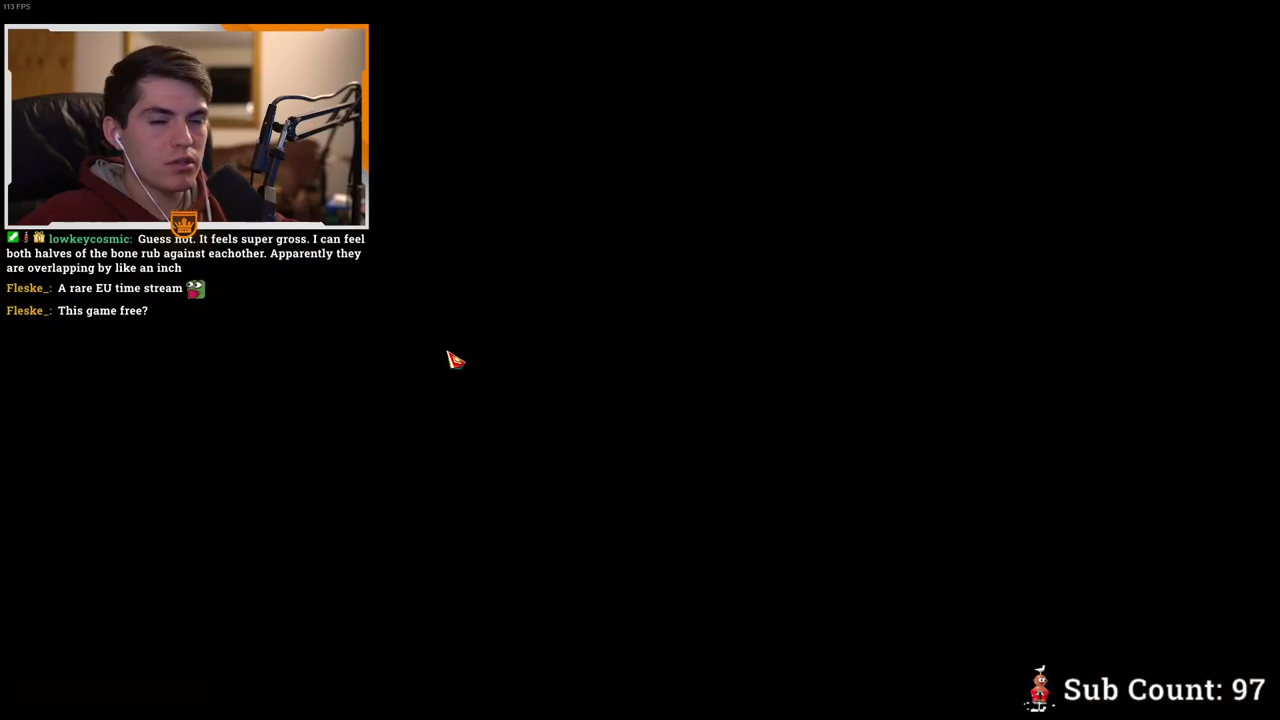 113 FPS
lowkeycosmic: Guess not. It feels super gross. I can feel
both halves of the bone rub against eachother. Apparently they
are overlapping by like an inch
Fleske_: A rare EU time stream
Fleske_: This game free?
Sub Count: 97